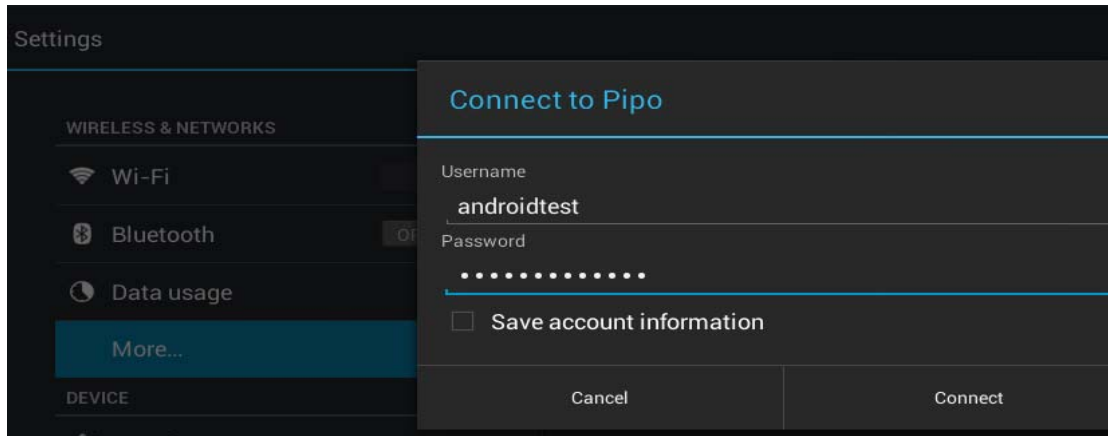 Settings
WIRELESS & NETWORKS
Wi-Fi
Bluetooth
Data usage
More...
DEVICE
Connect to Pipo
Username
androidtest
Password
•••••••••••••
Save account information
Cancel
Connect